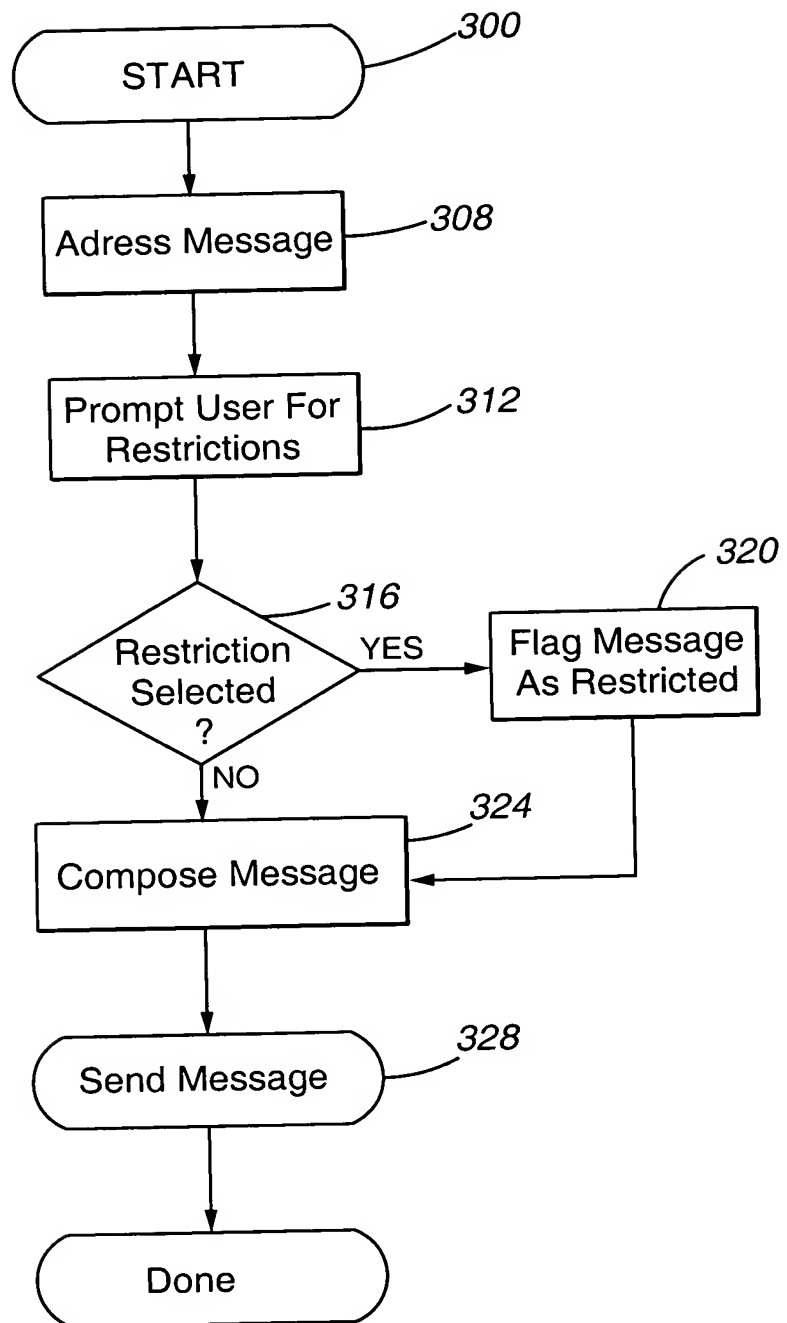 300
START
308
Adress Message
312
Prompt User For
Restrictions
316
Restriction
Selected
?
YES
320
Flag Message
As Restricted
NO
324
Compose Message
328
Send Message
Done